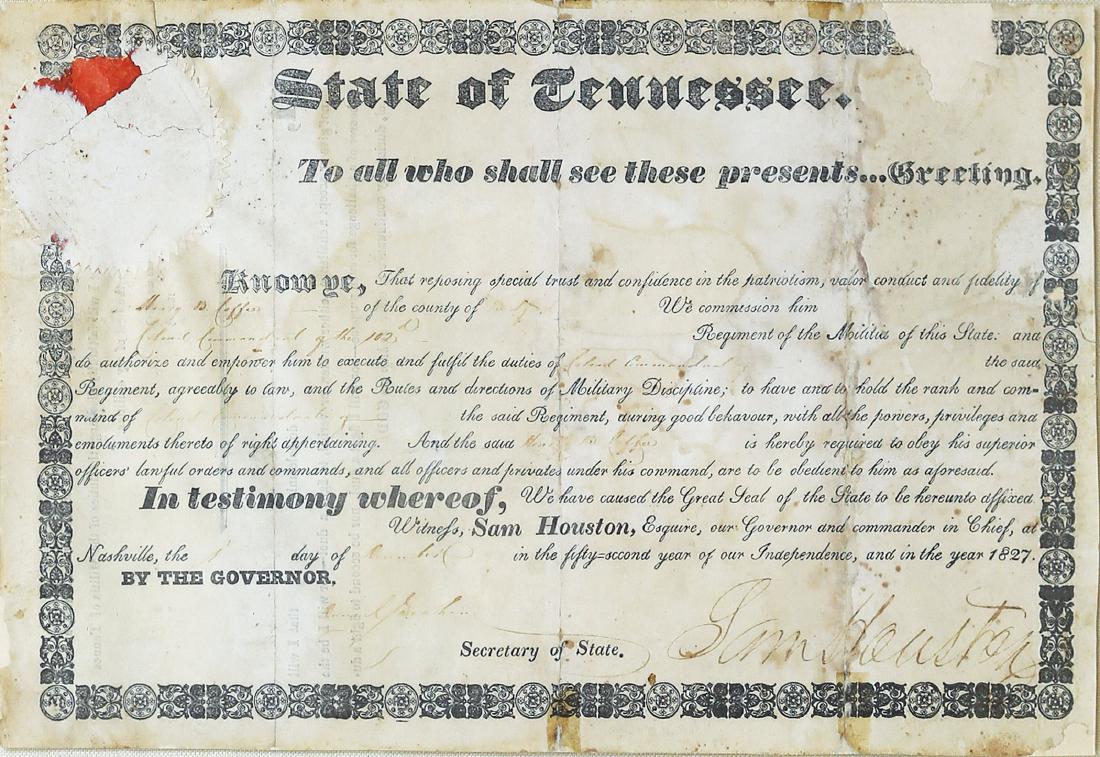 State of Tennessee.
To all who shall see these presents...Greeting.
Know ye, That reposing special trust and confidence in the patriotism, valor conduct and fidelity of
of the county of We commission him
Colonel Commandant of the 102d Regiment of the Militia of this State: and
do authorize and empower him to execute and fulfil the duties of Colonel Commandant the said
Regiment, agreeably to law, and the Rules and directions of Military Discipline; to have and to hold the rank and com-
mand of the said Regiment, during good behavour, with all the powers, privileges and
emoluments thereto of right appertaining. And the said is hereby required to obey his superior
officers' lawful orders and commands, and all officers and privates under his command, are to be obedient to him as aforesaid.
In testimony whereof, We have caused the Great Seal of the State to be hereunto affixed.
Witness, Sam Houston, Esquire, our Governor and commander in Chief, at
Nashville, the day of in the fifty-second year of our Independence, and in the year 1827.
BY THE GOVERNOR,
Secretary of State. Sam Houston